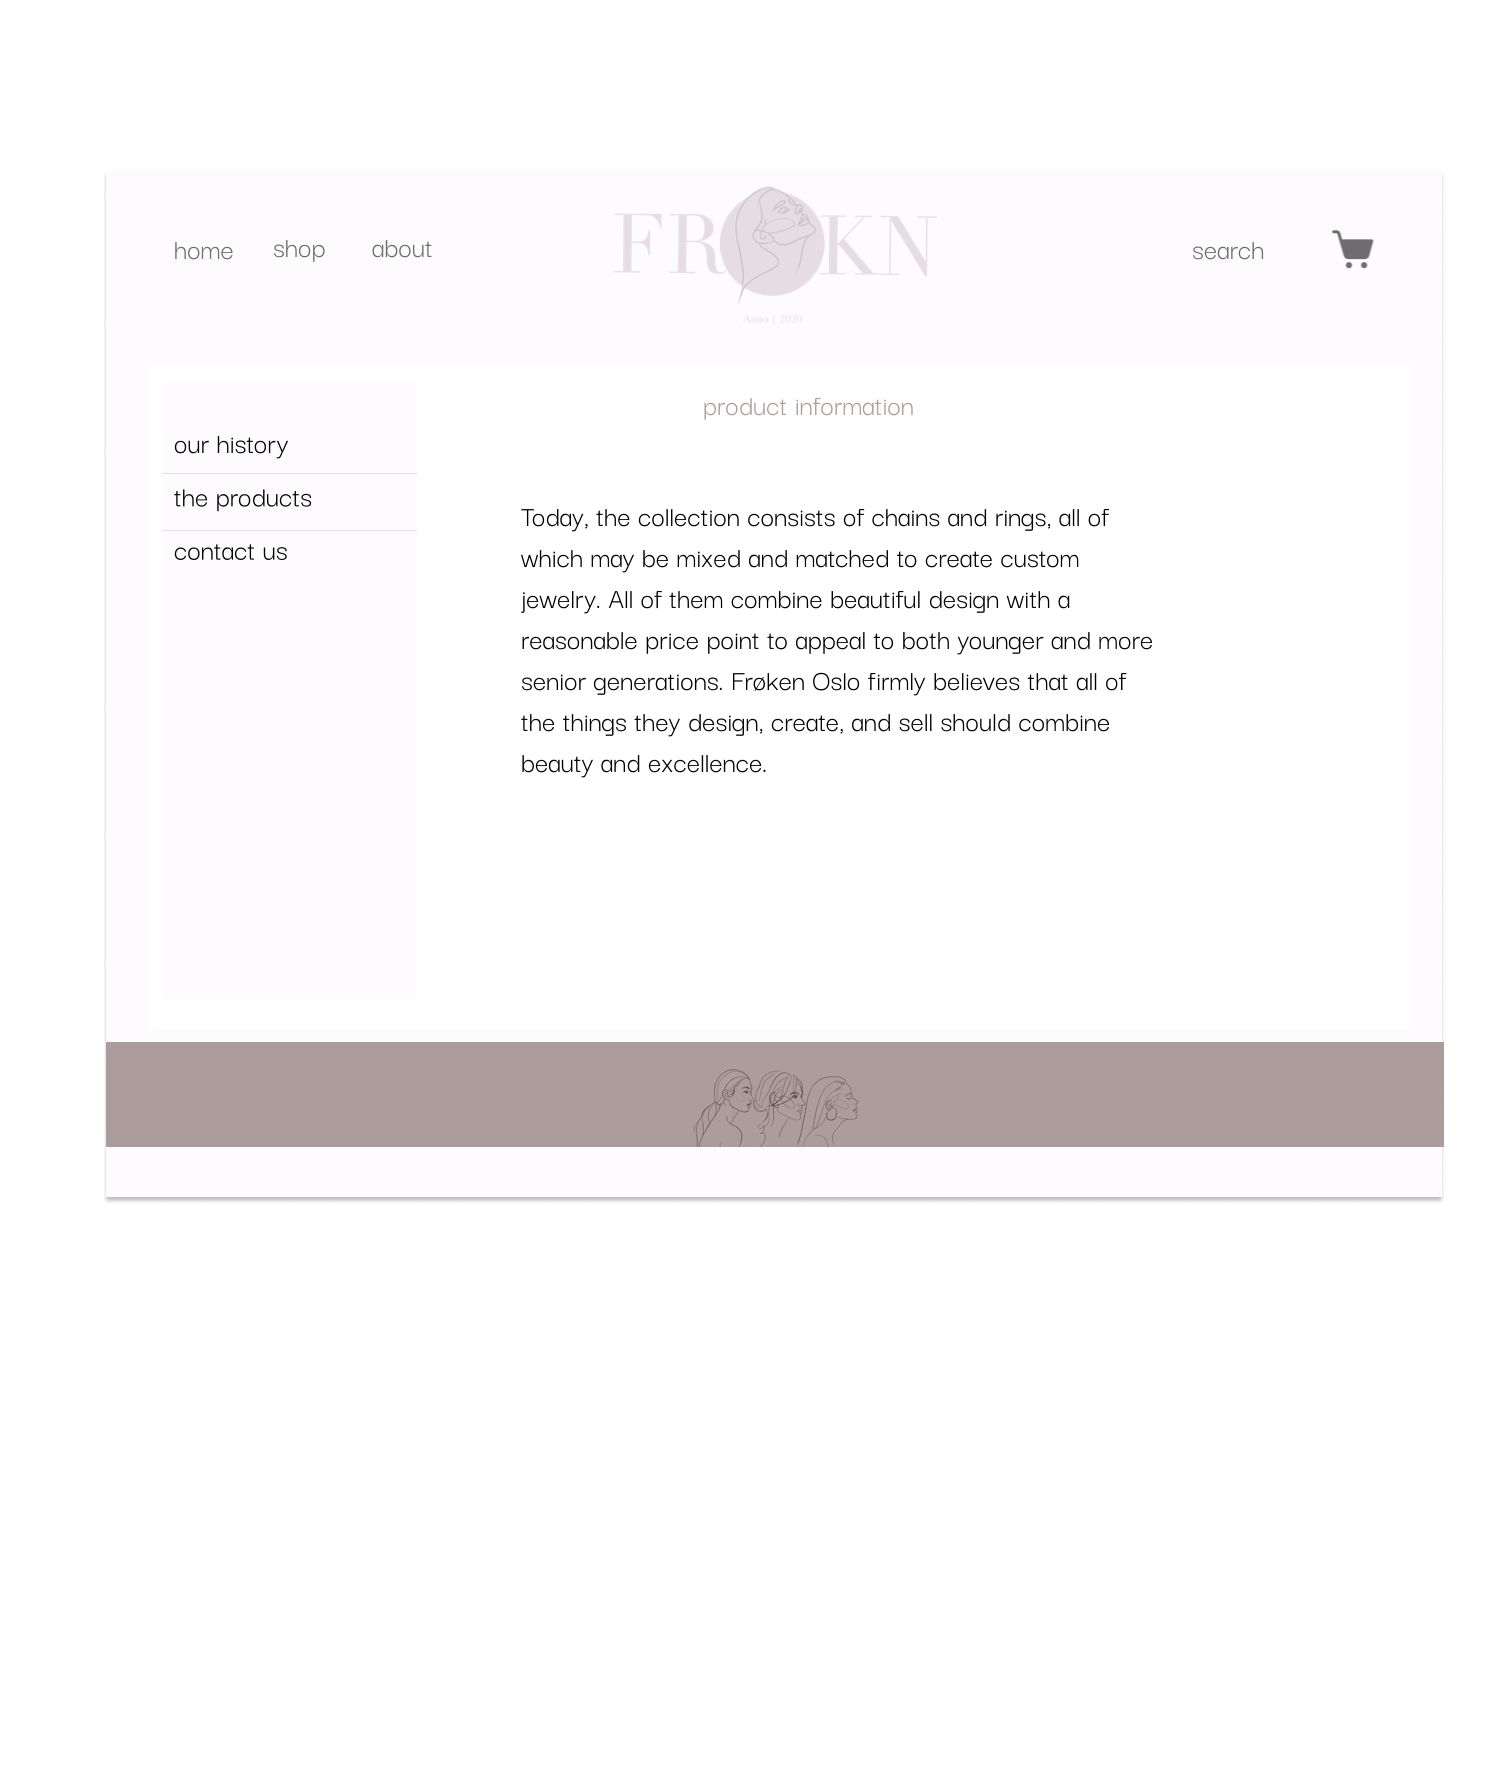 home shop about
FRØKN
Anno | 2020
search
our history
the products
contact us
product information
Today, the collection consists of chains and rings, all of
which may be mixed and matched to create custom
jewelry. All of them combine beautiful design with a
reasonable price point to appeal to both younger and more
senior generations. Frøken Oslo firmly believes that all of
the things they design, create, and sell should combine
beauty and excellence.